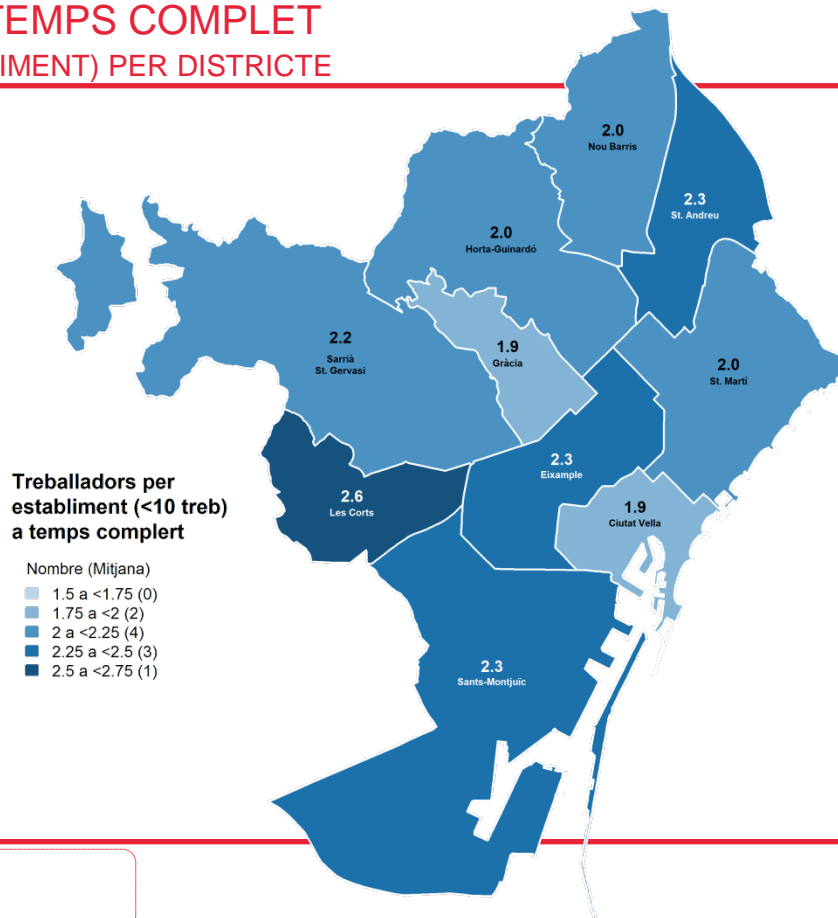 TEMPS COMPLET
IMENT) PER DISTRICTE
2.0
Nou Barris
2.3
St. Andreu
2.0
Horta-Guinardó
2.2
Sarrià
St. Gervasi
1.9
Gràcia
2.0
St. Martí
2.3
Eixample
2.6
Les Corts
1.9
Ciutat Vella
2.3
Sants-Montjuïc
Treballadors per
establiment (<10 treb)
a temps complert
Nombre (Mitjana)
1.5 a <1.75 (0)
1.75 a <2 (2)
2 a <2.25 (4)
2.25 a <2.5 (3)
2.5 a <2.75 (1)